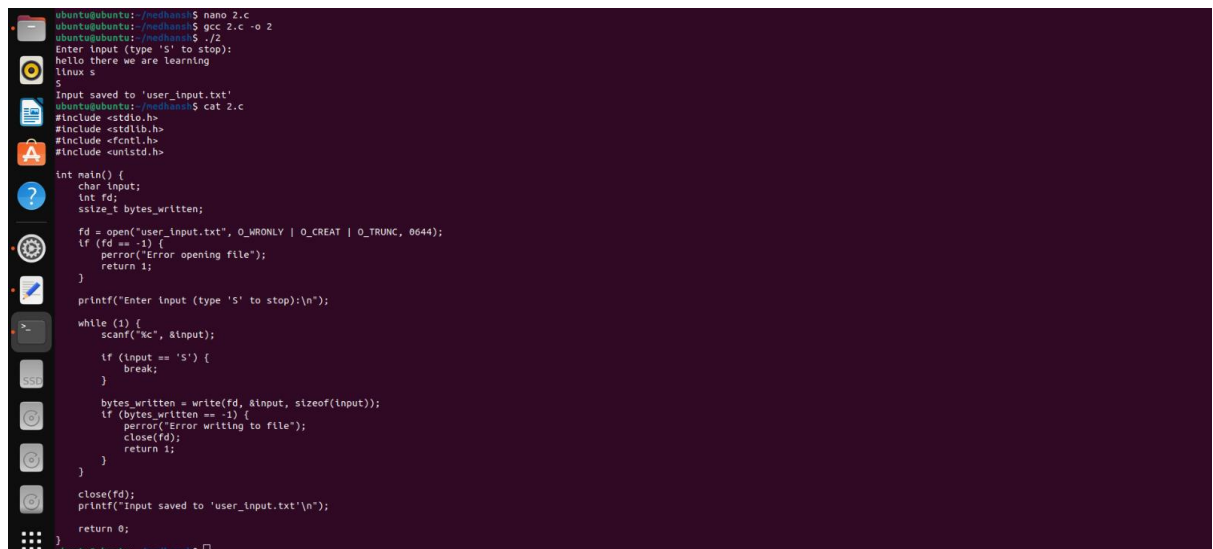 ubuntu@ubuntu:~/medhansh$ nano 2.c
ubuntu@ubuntu:~/medhansh$ gcc 2.c -o 2
ubuntu@ubuntu:~/medhansh$ ./2
Enter input (type 'S' to stop):
hello there we are learning
linux s
S
Input saved to 'user_input.txt'
ubuntu@ubuntu:~/medhansh$ cat 2.c
#include <stdio.h>
#include <stdlib.h>
#include <fcntl.h>
#include <unistd.h>

int main() {
    char input;
    int fd;
    ssize_t bytes_written;

    fd = open("user_input.txt", O_WRONLY | O_CREAT | O_TRUNC, 0644);
    if (fd == -1) {
        perror("Error opening file");
        return 1;
    }

    printf("Enter input (type 'S' to stop):\n");

    while (1) {
        scanf("%c", &input);

        if (input == 'S') {
            break;
        }

        bytes_written = write(fd, &input, sizeof(input));
        if (bytes_written == -1) {
            perror("Error writing to file");
            close(fd);
            return 1;
        }
    }

    close(fd);
    printf("Input saved to 'user_input.txt'\n");

    return 0;
}
SSD